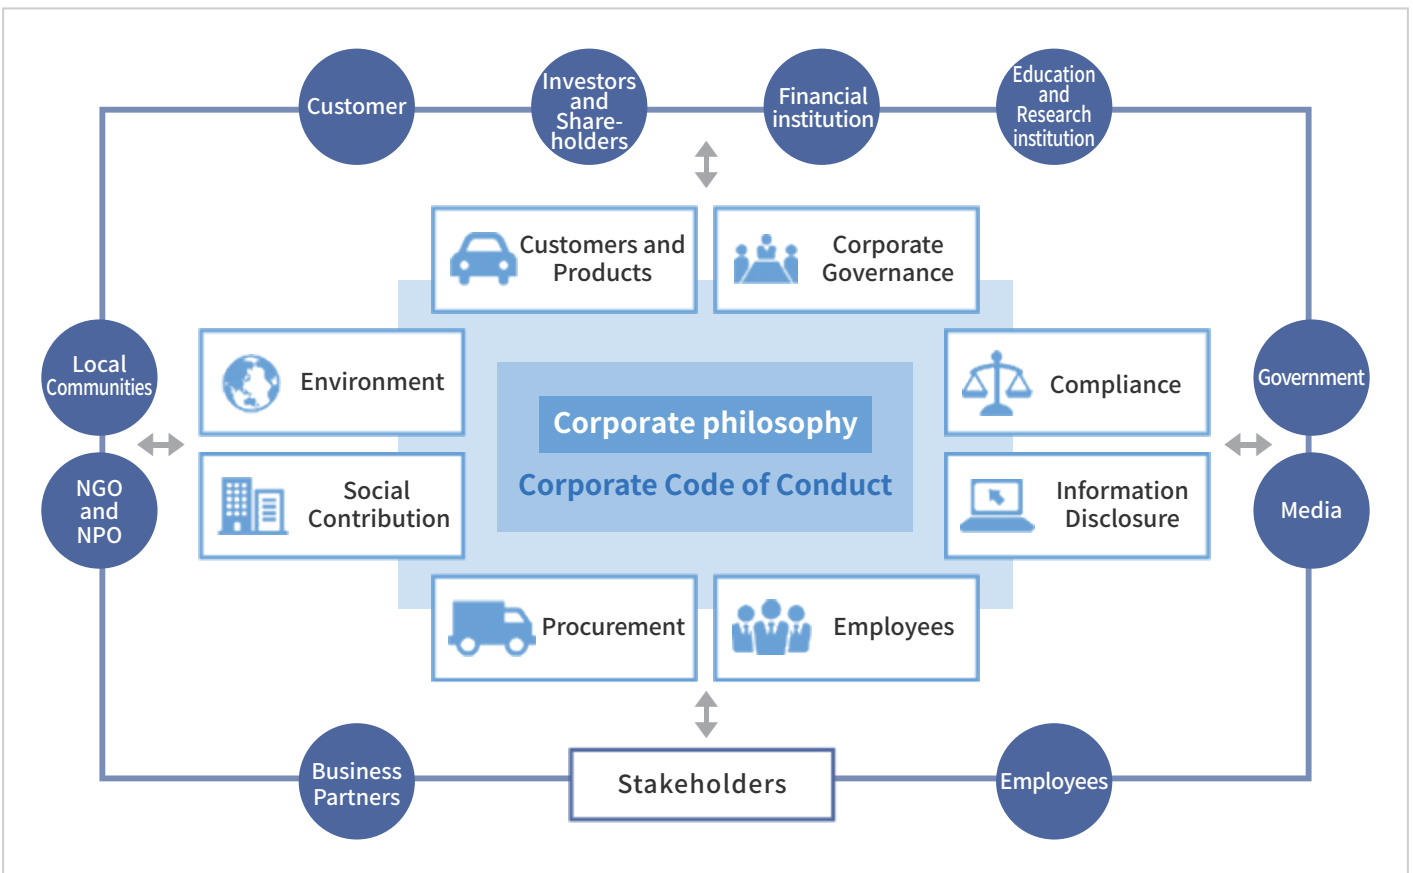 Customer
Investors
and
Share-
holders
Financial
institution
Education
and
Research
institution
Customers and
Products
Corporate
Governance
Local
Communities
Environment
Compliance
Government
Corporate philosophy
Corporate Code of Conduct
NGO
and
NPO
Social
Contribution
Information
Disclosure
Media
Procurement
Employees
Business
Partners
Stakeholders
Employees